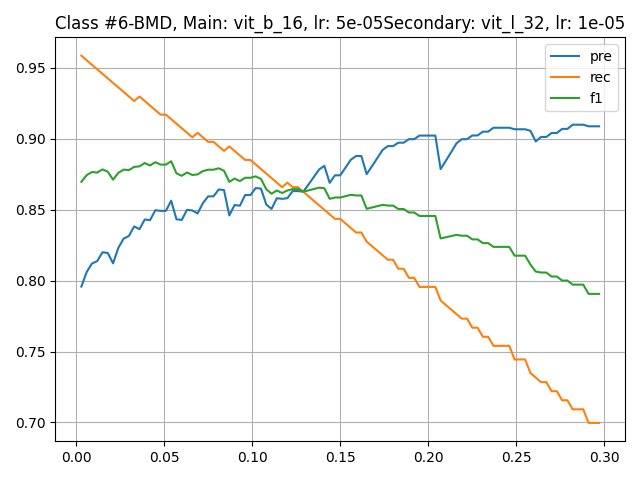 Class #6-BMD, Main: vit_b_16, lr: 5e-05Secondary: vit_l_32, lr: 1e-05
pre
rec
f1
0.95
0.90
0.85
0.80
0.75
0.70
0.00 0.05 0.10 0.15 0.20 0.25 0.30